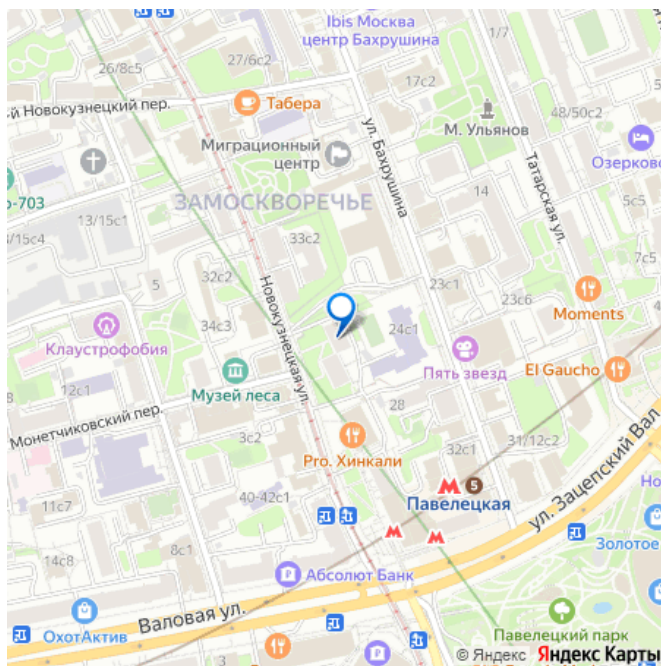 Ibis Москва
центр Бахрушина
1/7
26/8с5
27/6с2
17с2
-й Новокузнецкий пер.
Табера
48/50с2
М. Ульянов
Миграционный
центр
ул. Бахрушина
Озерково
14
Татарская ул.
о-703
ЗАМОСКВОРЕЧЬЕ
13/15с1
13/15с4
33с2
7с5
5
32с2
Новокузнецкая ул.
23с1
23с6
34с3
24с1
Moments
Клаустрофобия
Музей леса
Пять звезд
El Gaucho
12с1
Монетчиковский пер.
28
3с2
Pro. Хинкали
32с1
31/12с2
ул. Зацепский Вал
40-42с1
5
Павелецкая
Но
11с7
14с8
8с1
Золотое
Абсолют Банк
Валовая ул.
ОхотАктив
Павелецкий парк
© Яндекс Яндекс Карты